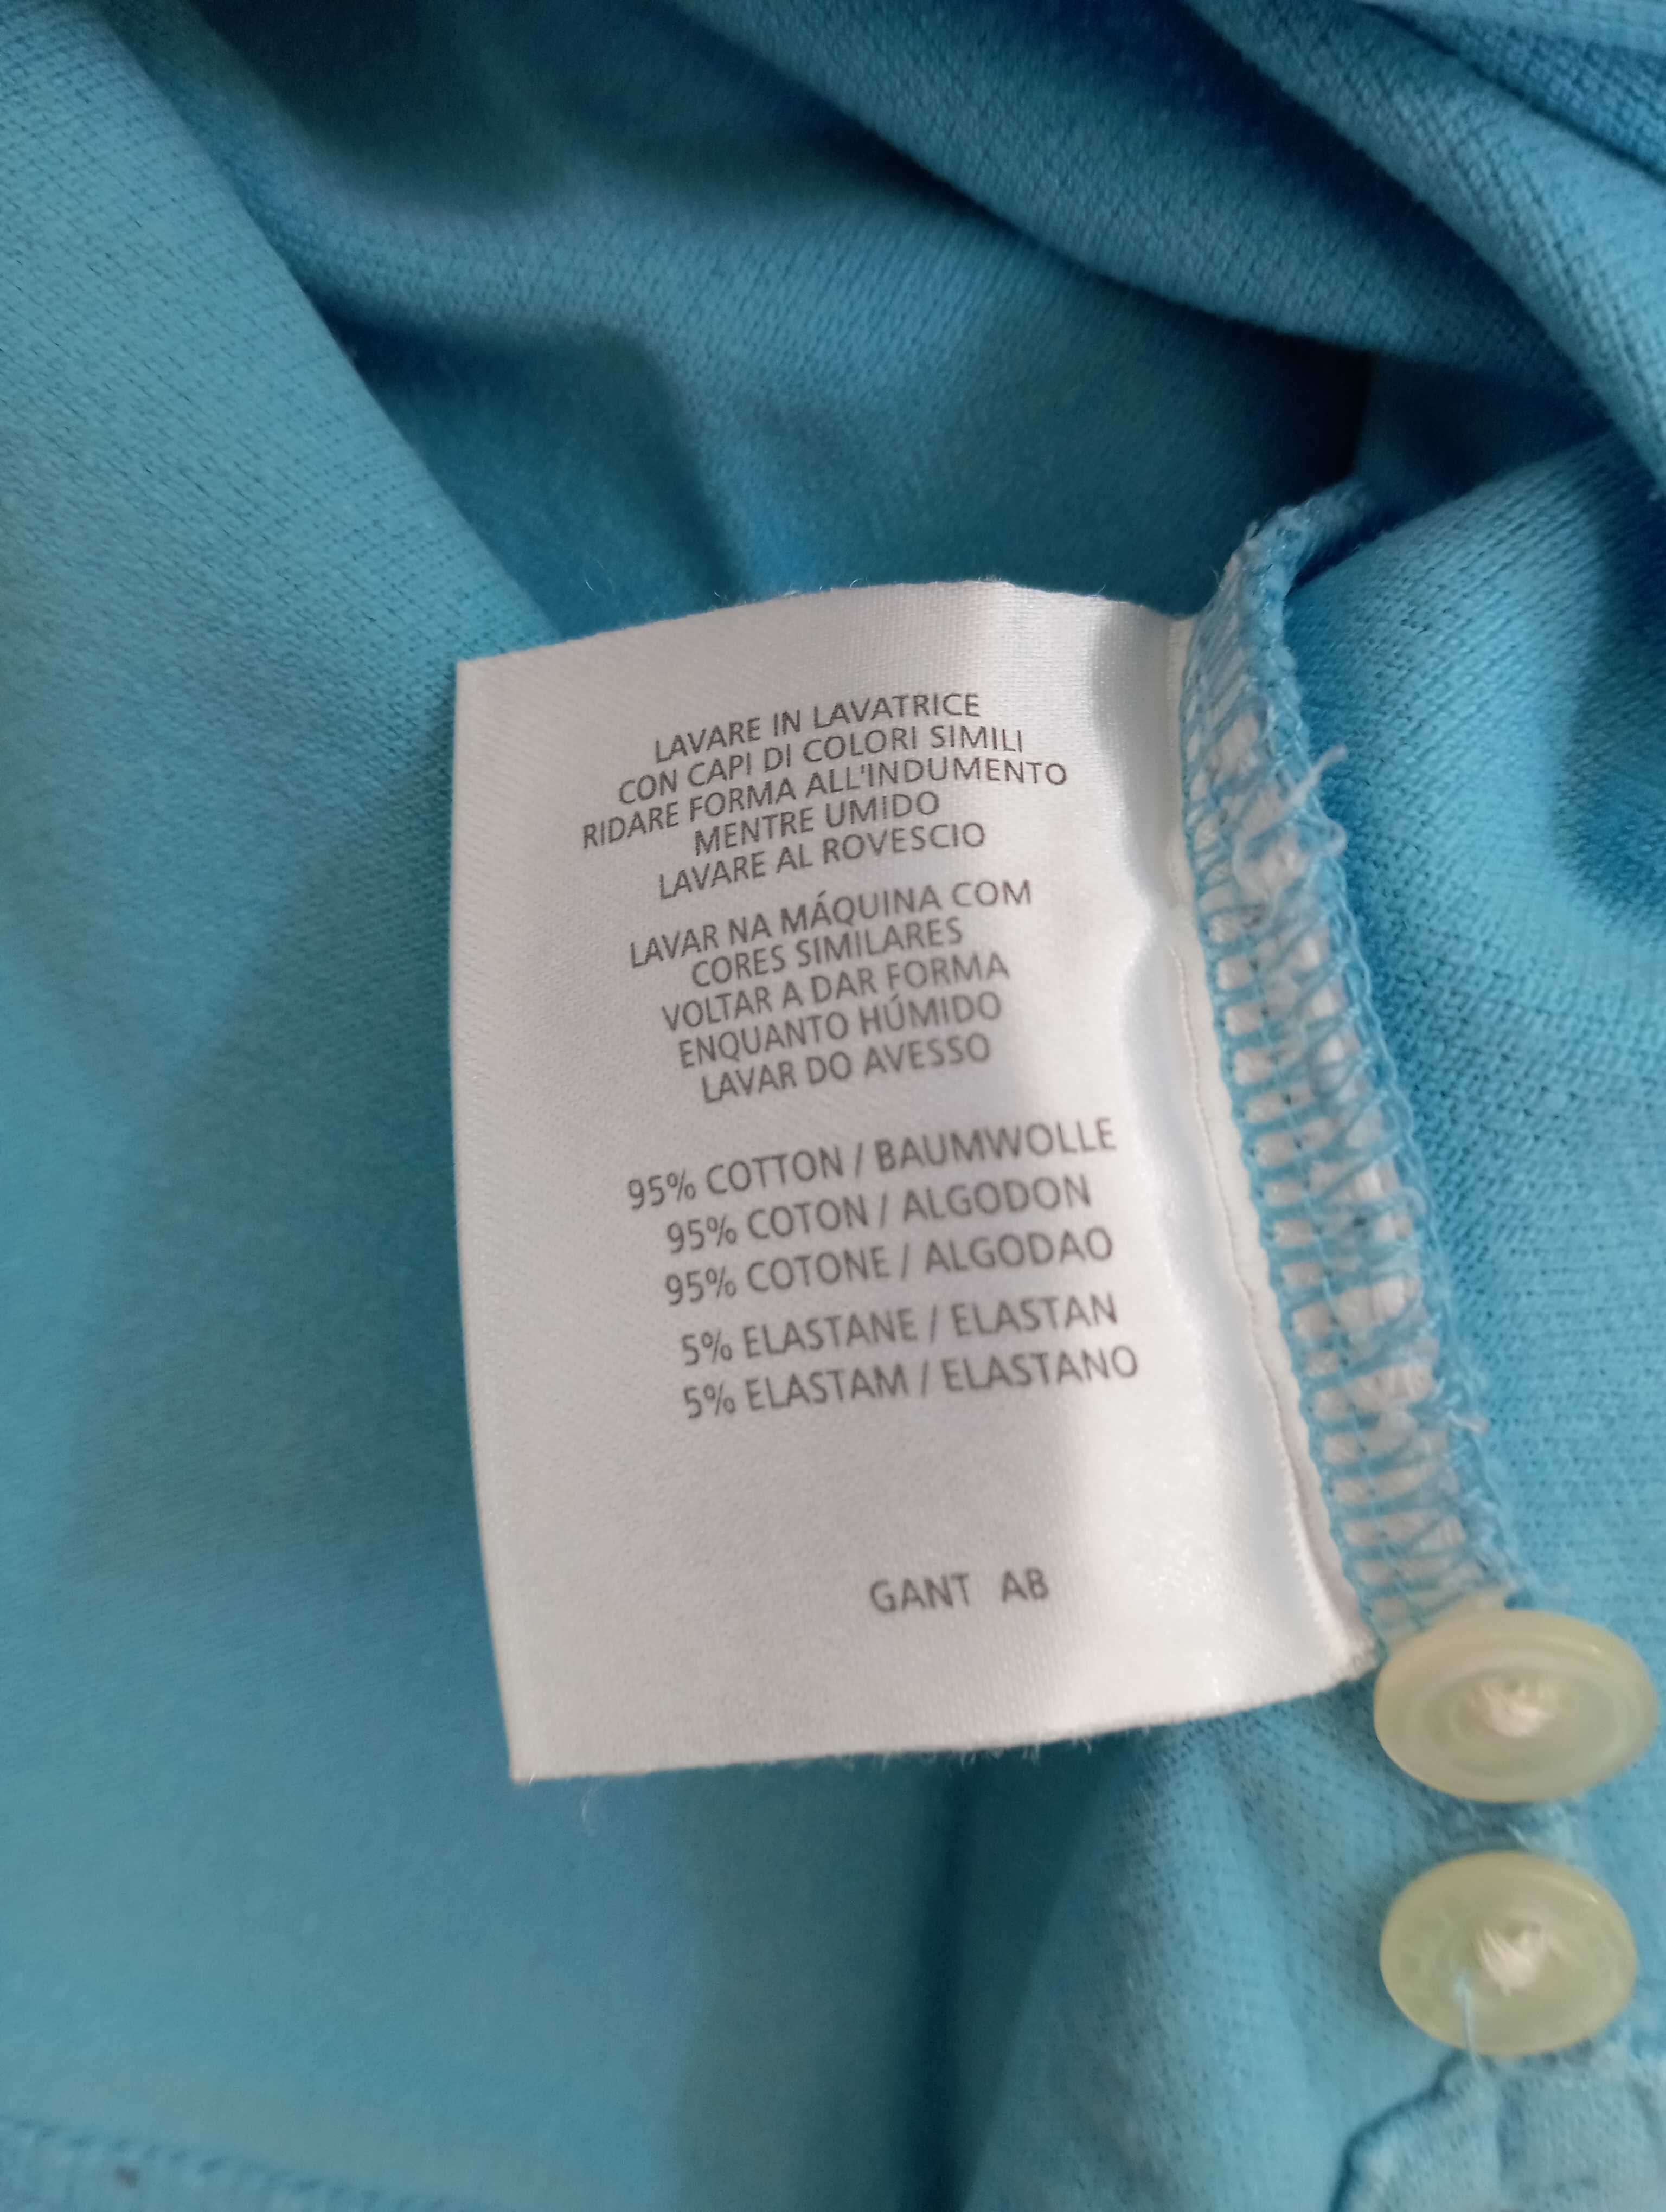 LAVARE IN LAVATRICE
CON CAPI DI COLORI SIMILI
RIDARE FORMA ALL'INDUMENTO
MENTRE UMIDO
LAVARE AL ROVESCIO
LAVAR NA MÁQUINA COM
CORES SIMILARES
VOLTAR A DAR FORMA
ENQUANTO HÚMIDO
LAVAR DO AVESSO
95% COTTON / BAUMWOLLE
95% COTON / ALGODON
95% COTONE / ALGODAO
5% ELASTANE / ELASTAN
5% ELASTAM / ELASTANO
GANT AB